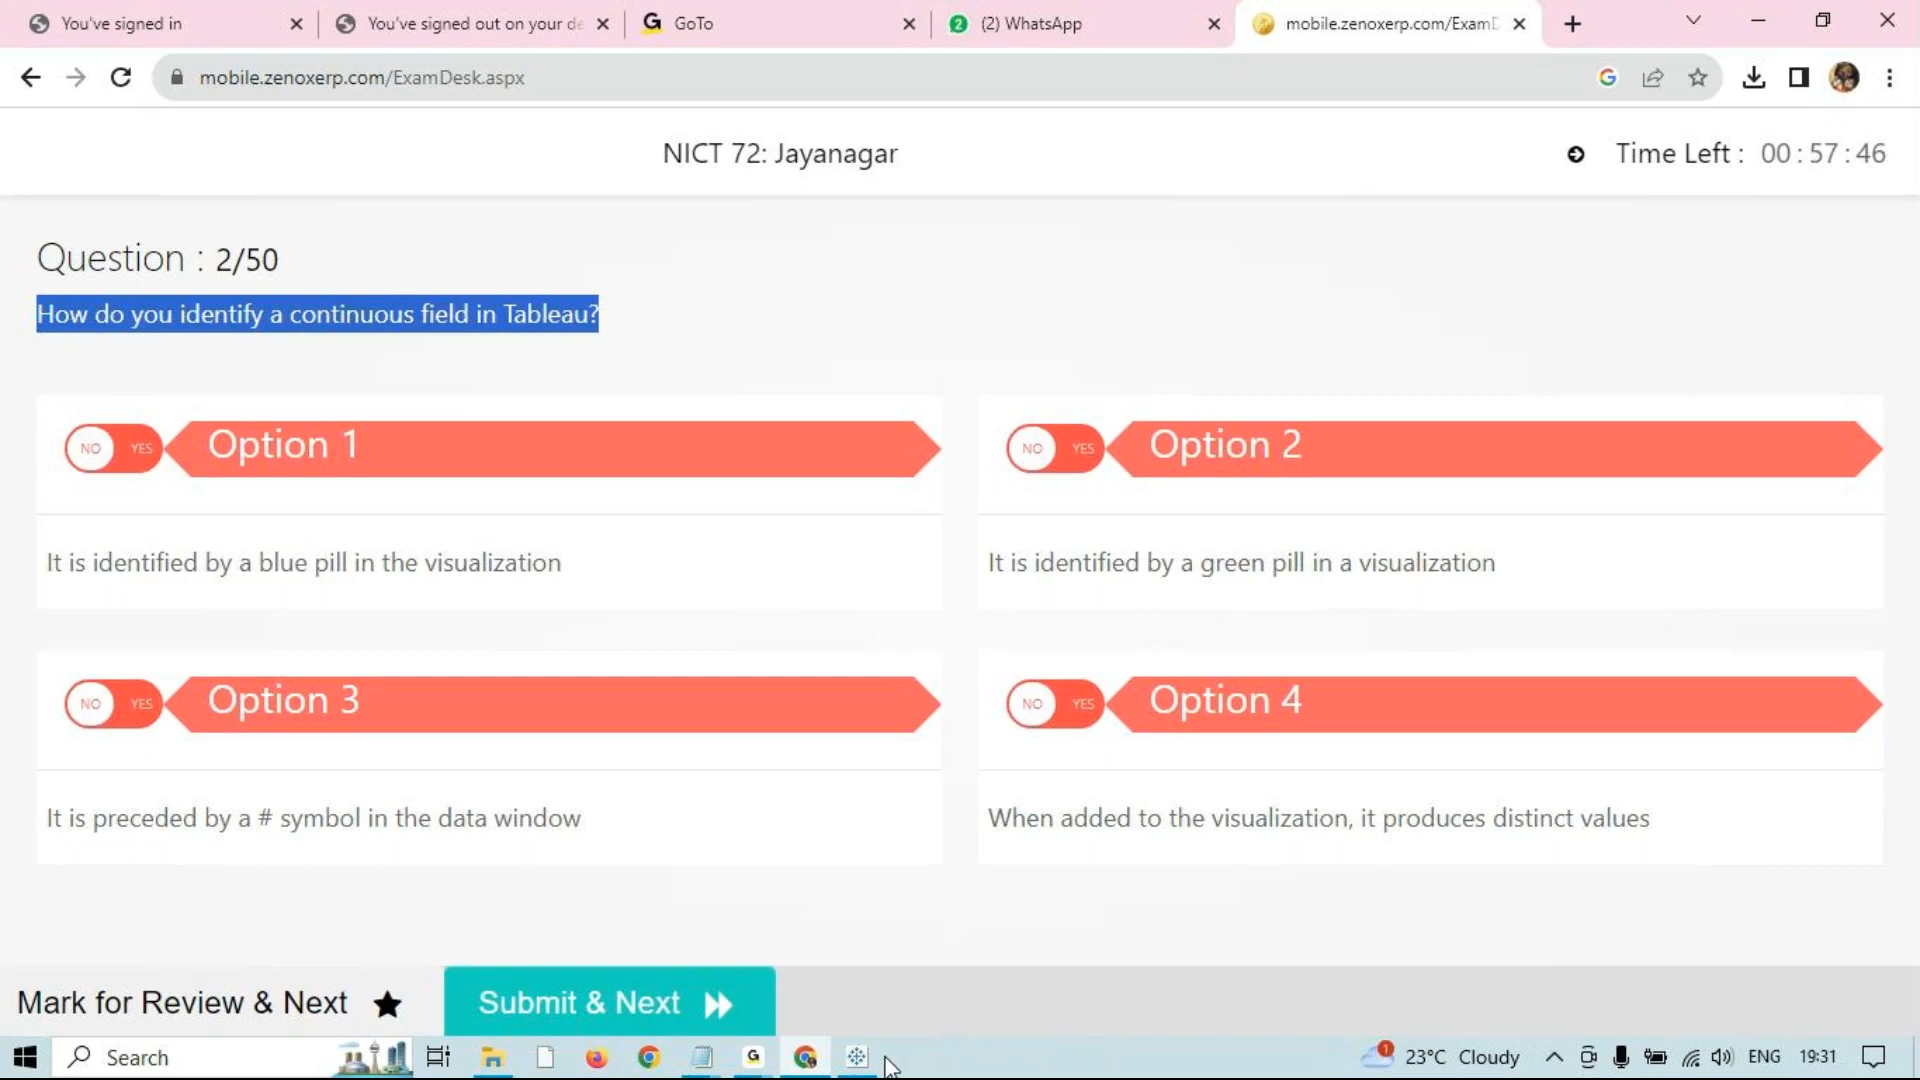 You've signed in
You've signed out on your de
GoTo
(2) WhatsApp
mobile.zenoxerp.com/ExamD
mobile.zenoxerp.com/ExamDesk.aspx
NICT 72: Jayanagar
Time Left : 00 : 57 : 46
Question : 2/50
How do you identify a continuous field in Tableau?
NO YES Option 1
NO YES Option 2
It is identified by a blue pill in the visualization
It is identified by a green pill in a visualization
NO YES Option 3
NO YES Option 4
It is preceded by a # symbol in the data window
When added to the visualization, it produces distinct values
Mark for Review & Next
Submit & Next
Search
23°C Cloudy
ENG
19:31